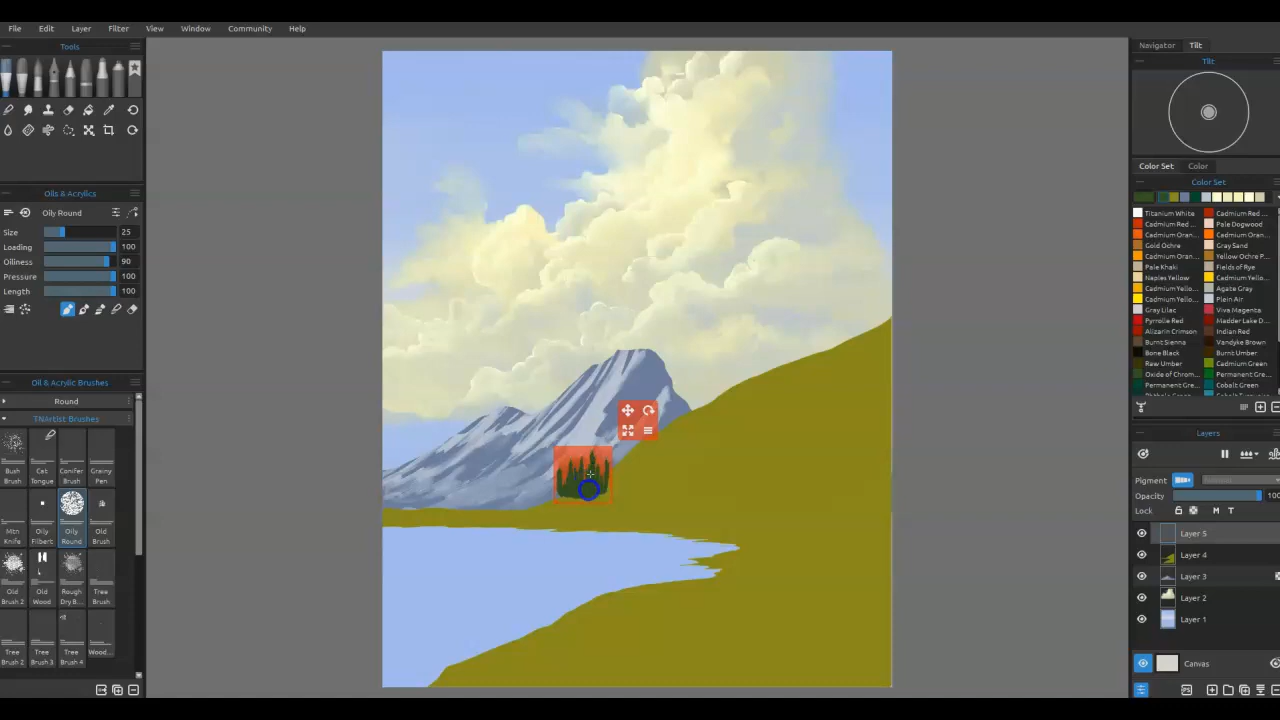 File Edit Layer Filter View Window Community Help
Tools
Navigator Tilt
Tilt
Color Set Color
Color Set
Oils & Acrylics
Oily Round
Size 25
Loading 100
Oiliness 90
Pressure 100
Length 100
Titanium White Cadmium Red ...
Cadmium Red ... Pale Dogwood
Cadmium Oran... Cadmium Oran...
Gold Ochre Gray Sand
Cadmium Oran... Yellow Ochre P...
Pale Khaki Fields of Rye
Naples Yellow Cadmium Yello...
Cadmium Yello... Agate Gray
Cadmium Yello... Plein Air
Gray Lilac Viva Magenta
Pyrrolle Red Madder Lake D...
Alizarin Crimson Indian Red
Burnt Sienna Vandyke Brown
Bone Black Burnt Umber
Raw Umber Cadmium Green
Oxide of Chrom... Permanent Gre...
Permanent Gre... Cobalt Green
Oil & Acrylic Brushes
Round
TNArtist Brushes
Bush Brush
Cat Tongue
Conifer Brush
Grainy Pen
Mtn Knife
Oily Filbert
Oily Round
Old Brush
Old Brush 2
Old Wood
Rough Dry B...
Tree Brush
Tree Brush 2
Tree Brush 3
Tree Brush 4
Wood...
Layers
Pigment
Opacity 100
Lock M T
Layer 5
Layer 4
Layer 3
Layer 2
Layer 1
Canvas